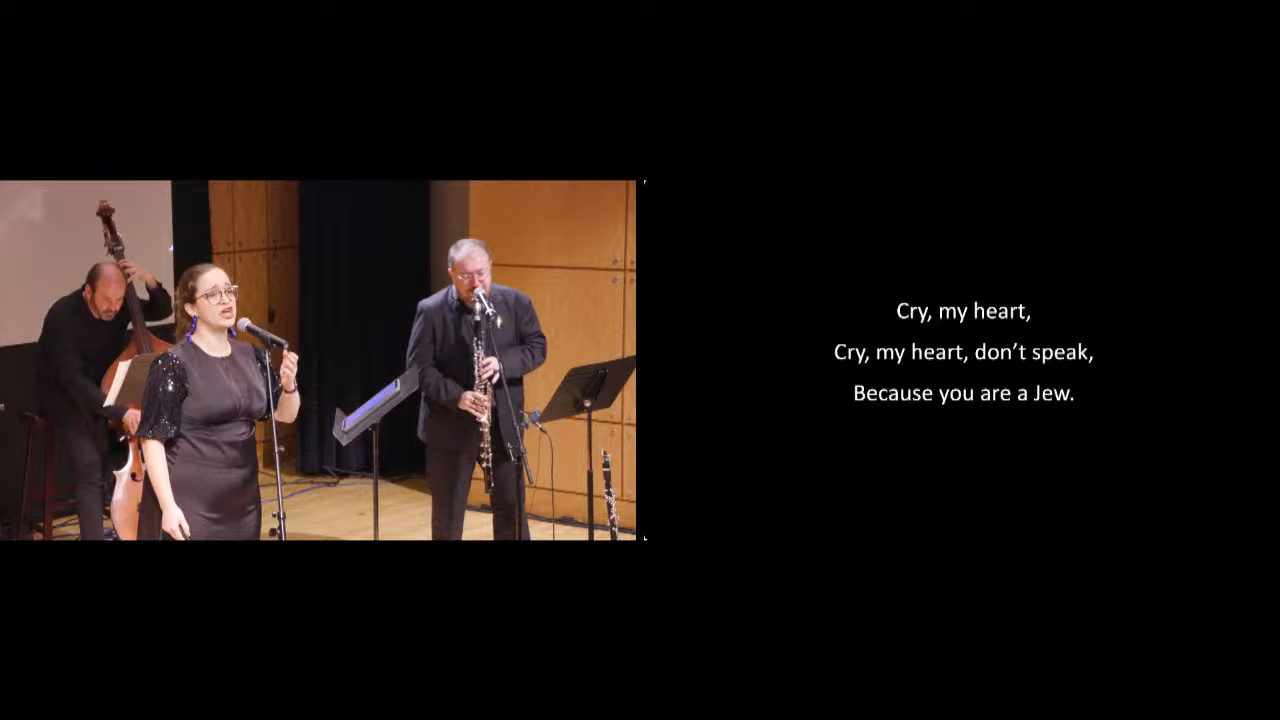 Cry, my heart,
Cry, my heart, don’t speak,
Because you are a Jew.